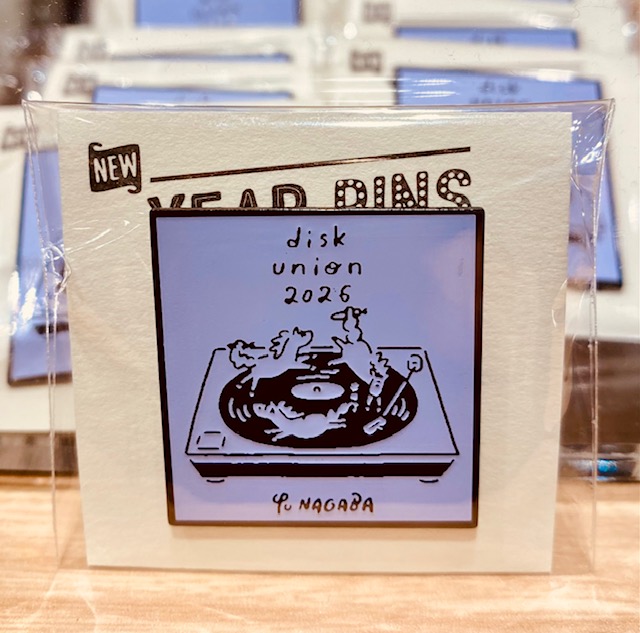 NEW
YEAR PINS
disk
union
2026
Yu NAGABA